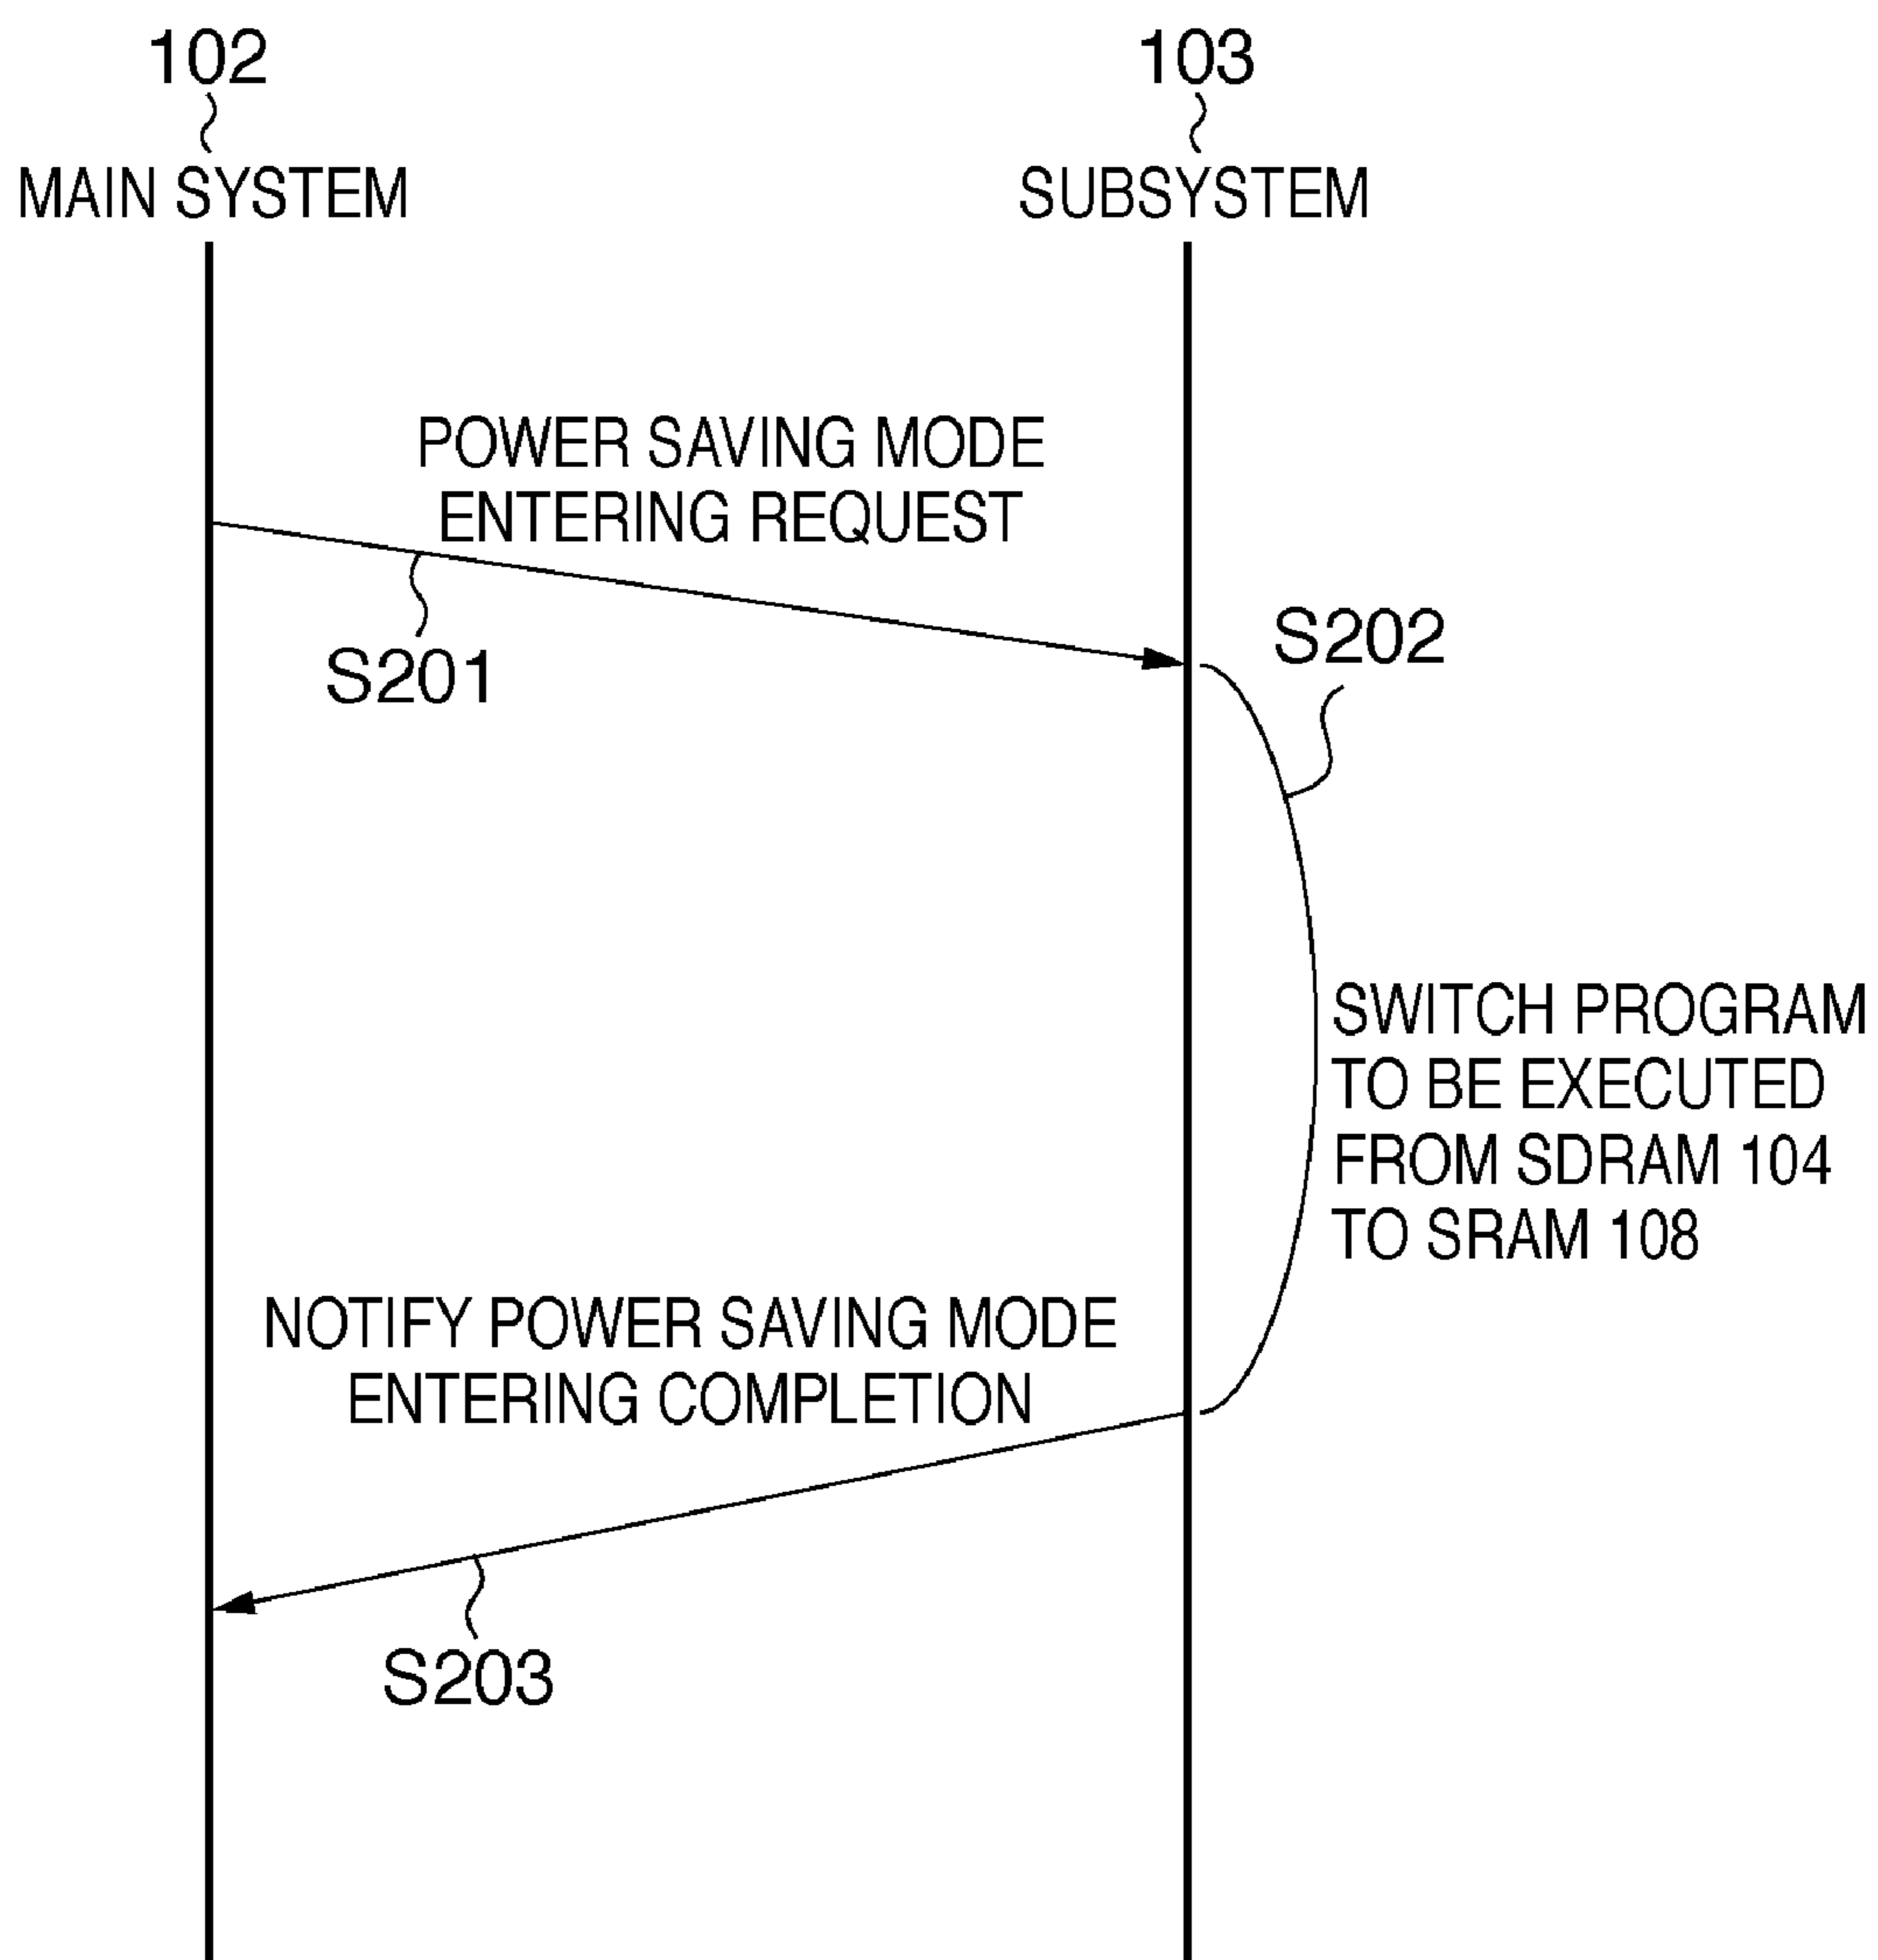 102
103
MAIN SYSTEM
SUBSYSTEM
POWER SAVING MODE
ENTERING REQUEST
S201
S202
SWITCH PROGRAM
TO BE EXECUTED
FROM SDRAM 104
TO SRAM 108
NOTIFY POWER SAVING MODE
ENTERING COMPLETION
S203